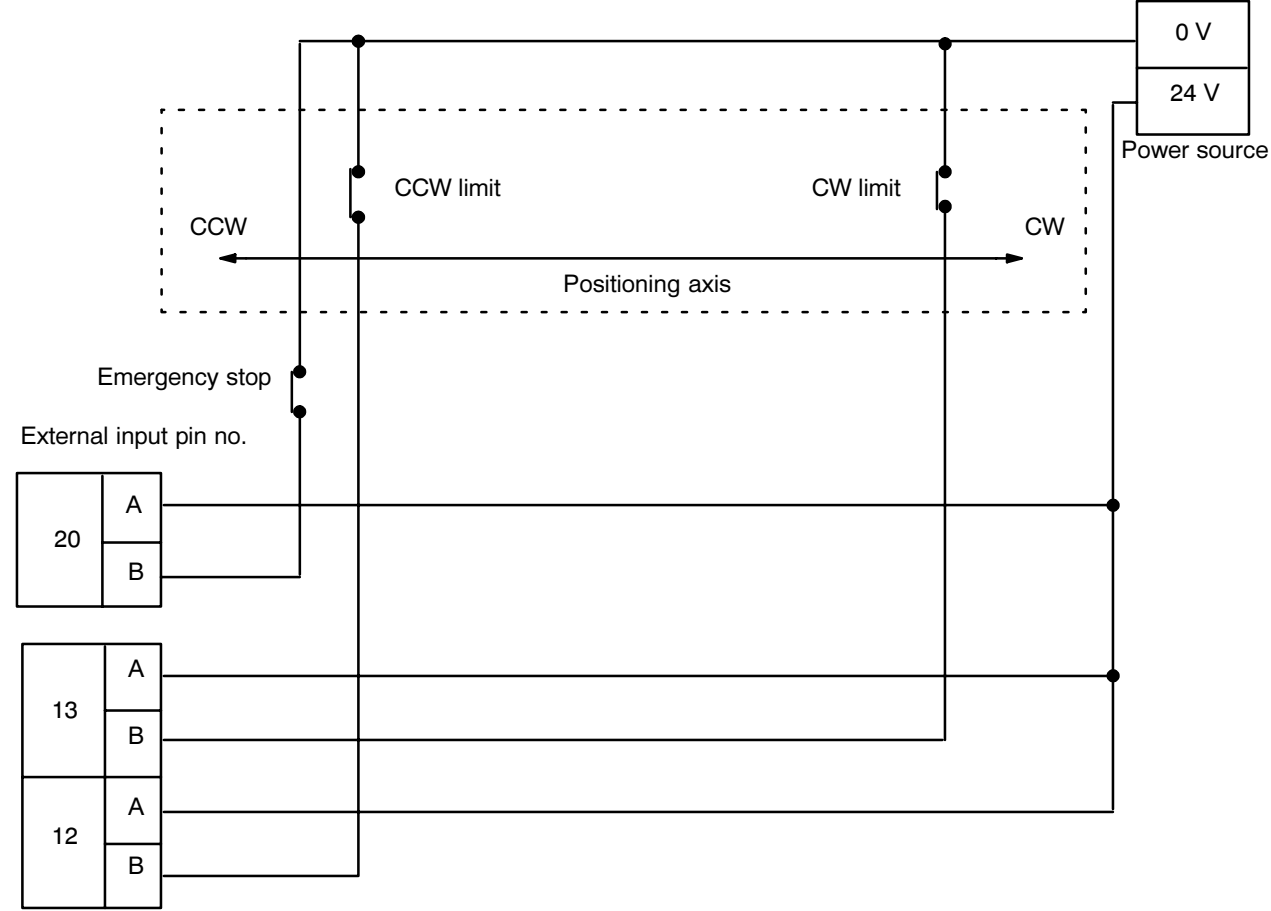 0 V
24 V
Power source
CCW limit
CW limit
CCW
CW
Positioning axis
Emergency stop
External input pin no.
A
20
B
A
13
B
A
12
B